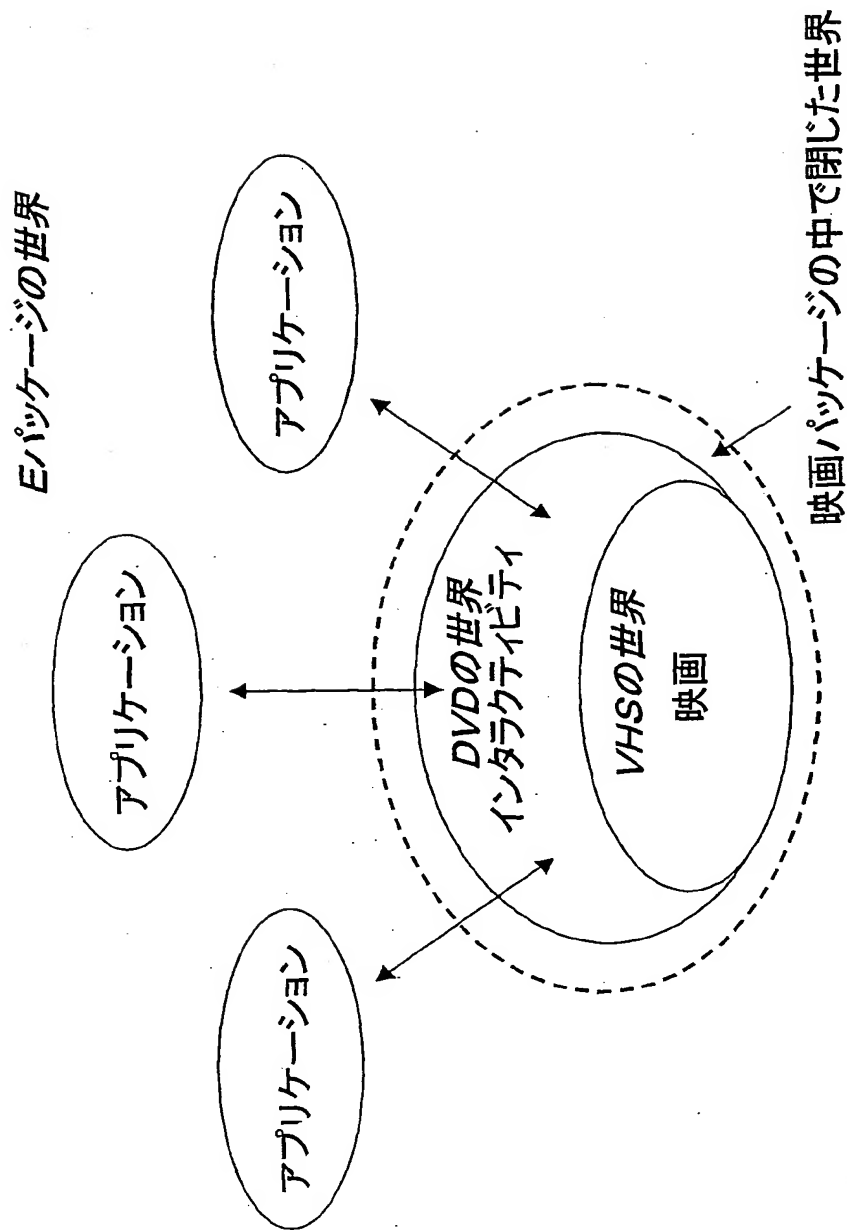 Eパッケージの世界
アプリケーション
アプリケーション
アプリケーション
DVDの世界
インタラクティビティ
VHSの世界
映画
映画パッケージの中で閉じた世界